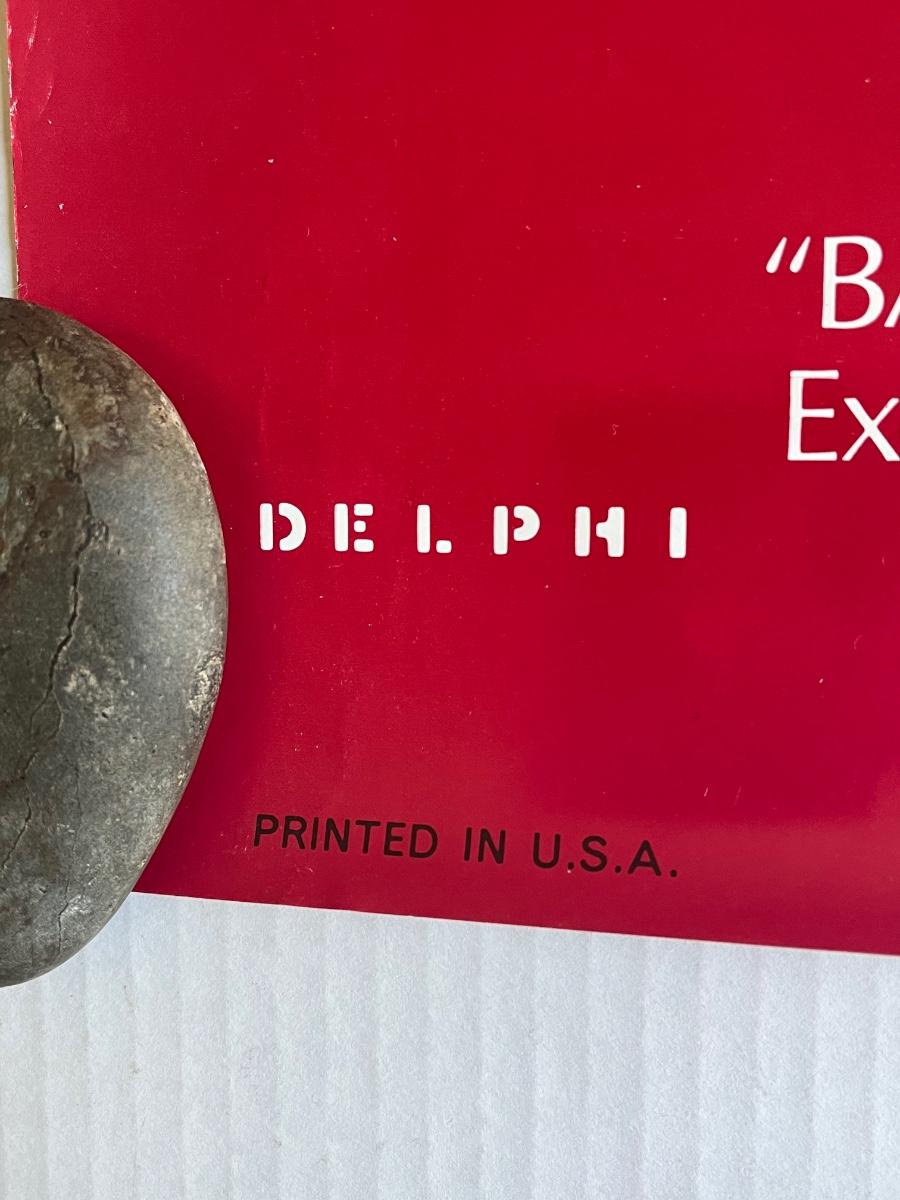 “BA
Ex
DELPHI
PRINTED IN U.S.A.